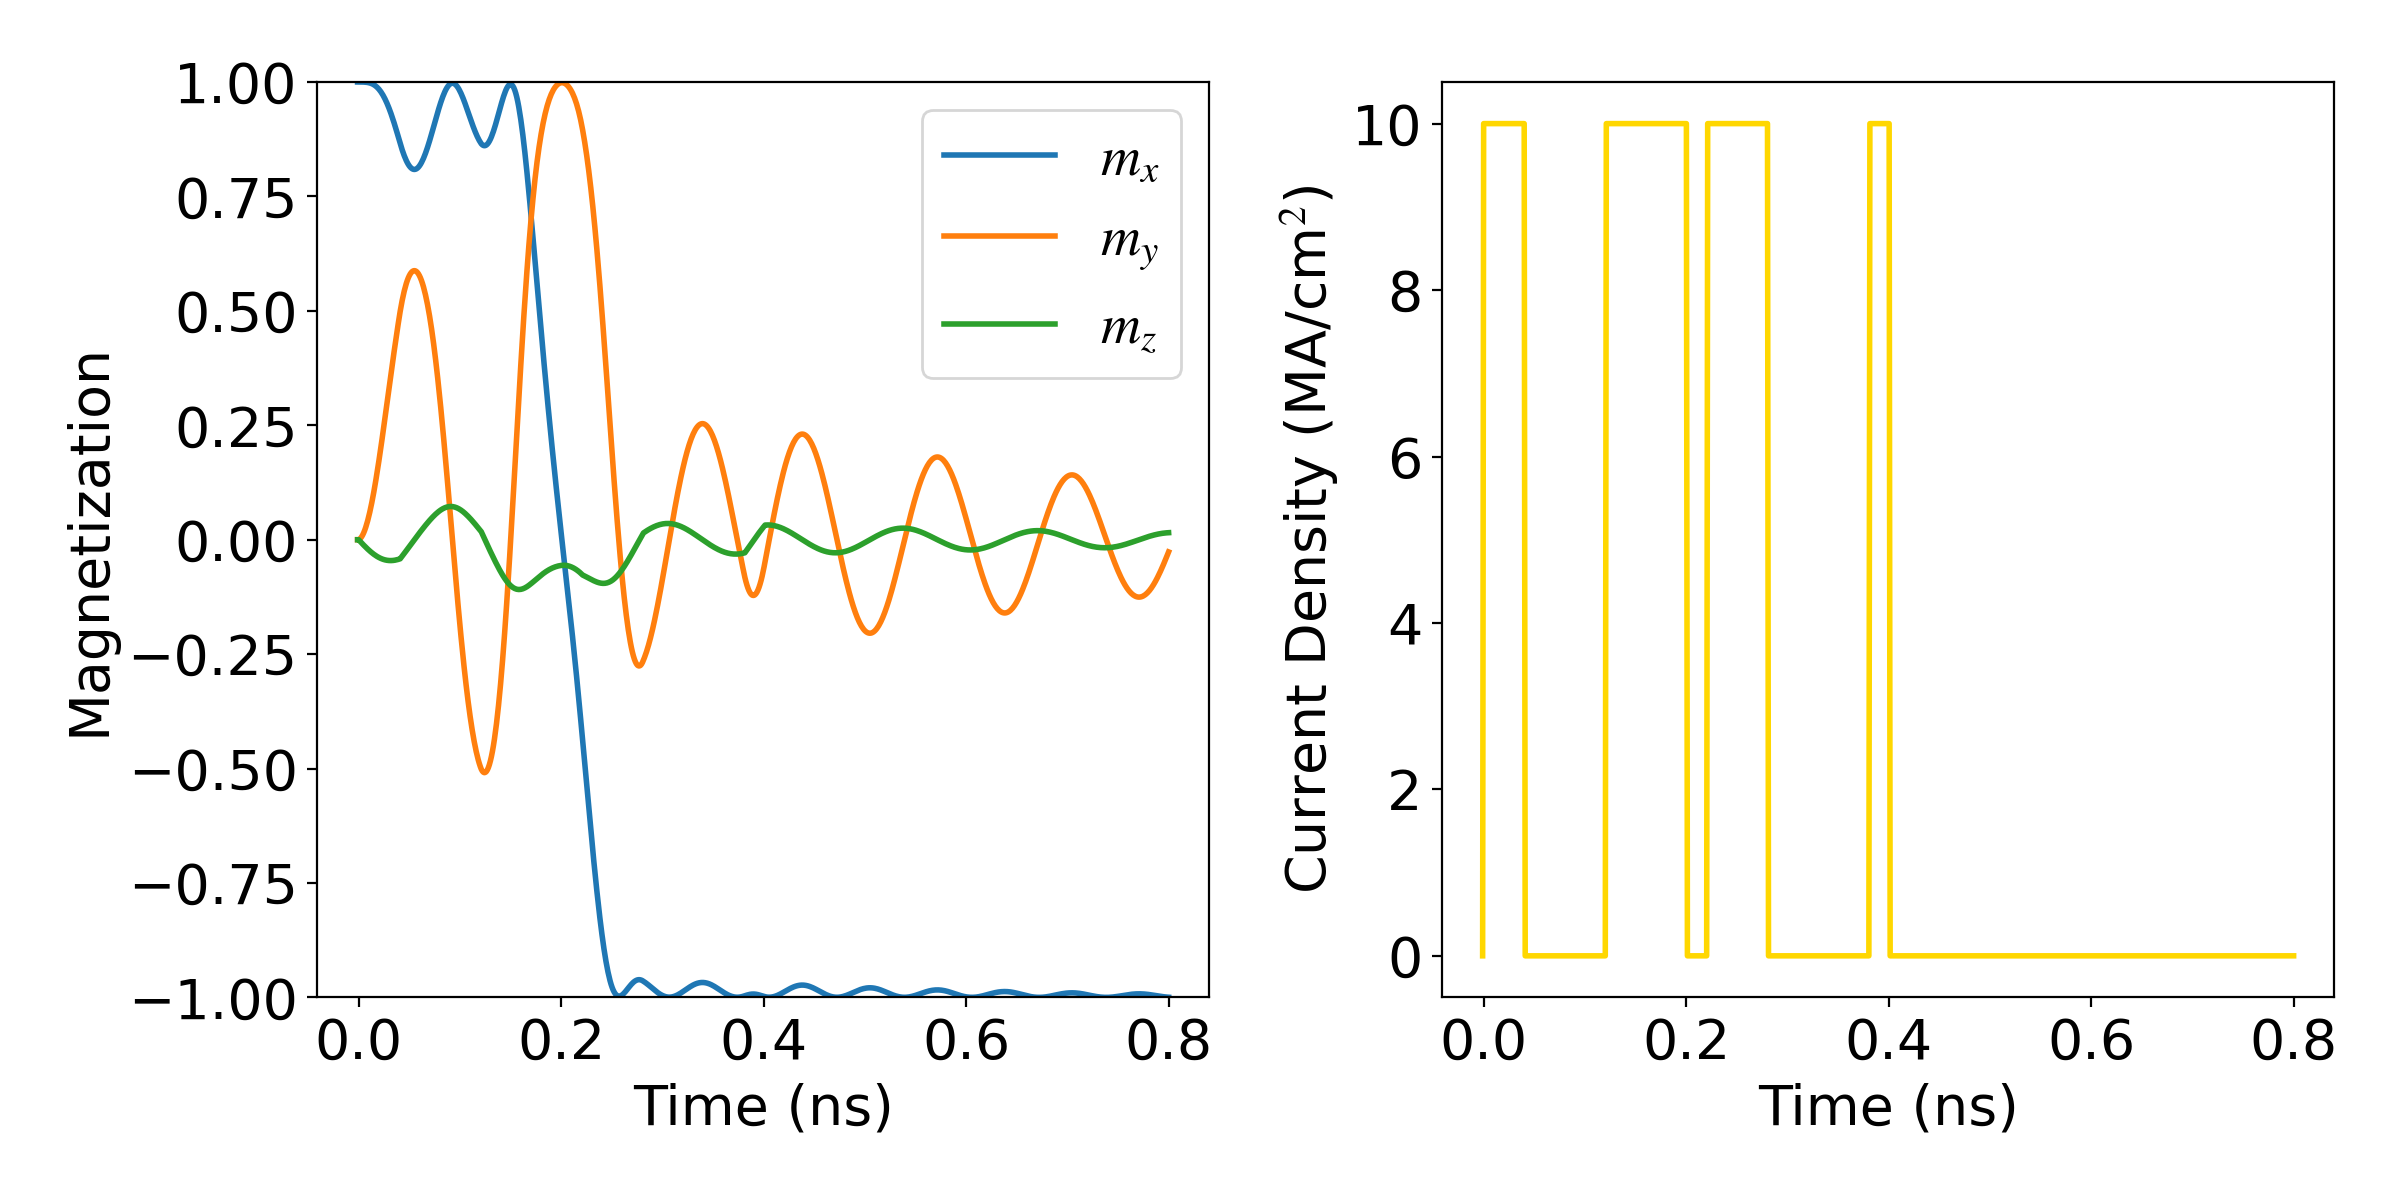 Magnetization
1.00
0.75
0.50
0.25
0.00
−0.25
−0.50
−0.75
−1.00
0.0 0.2 0.4 0.6 0.8
Time (ns)
m_x
m_y
m_z
Current Density (MA/cm²)
10
8
6
4
2
0
0.0 0.2 0.4 0.6 0.8
Time (ns)